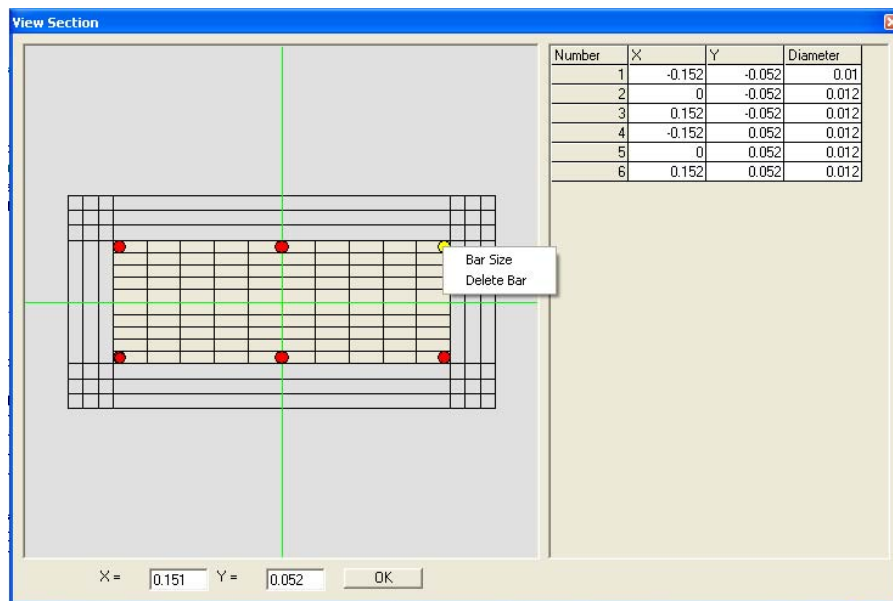 View Section
Number X Y Diameter
1 -0.152 -0.052 0.01
2 0 -0.052 0.012
3 0.152 -0.052 0.012
4 -0.152 0.052 0.012
5 0 0.052 0.012
6 0.152 0.052 0.012
Bar Size
Delete Bar
X = 0.151 Y = 0.052 OK